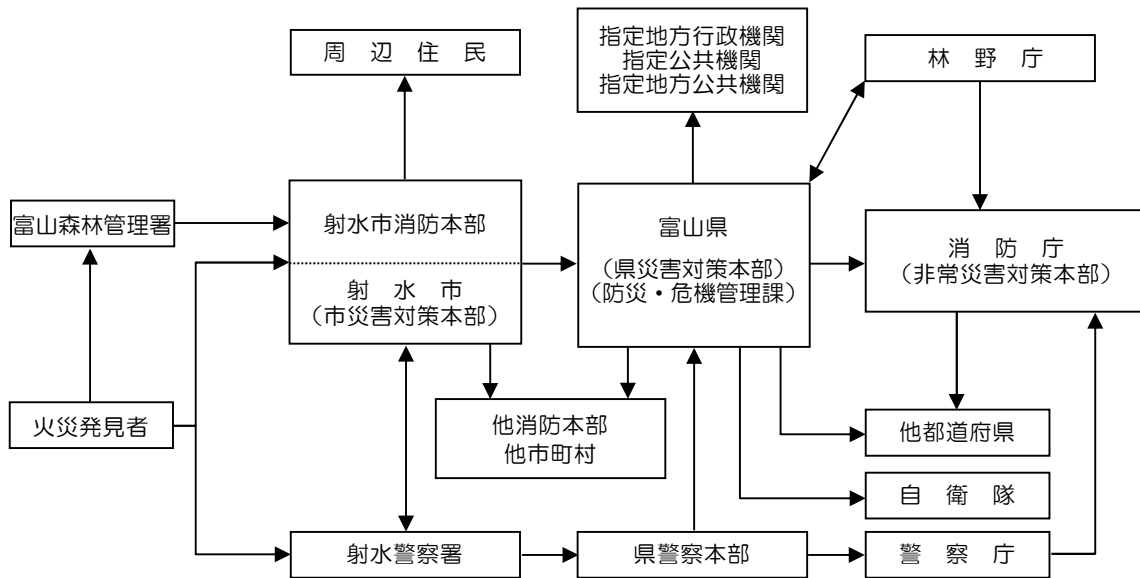 周 辺 住 民
指定地方行政機関
指定公共機関
指定地方公共機関
林 野 庁
富山森林管理署
射水市消防本部
射 水 市
（市災害対策本部）
富山県
（県災害対策本部）
（防災・危機管理課）
消 防 庁
（非常災害対策本部）
火災発見者
他消防本部
他市町村
他都道府県
自 衛 隊
射水警察署
県警察本部
警 察 庁